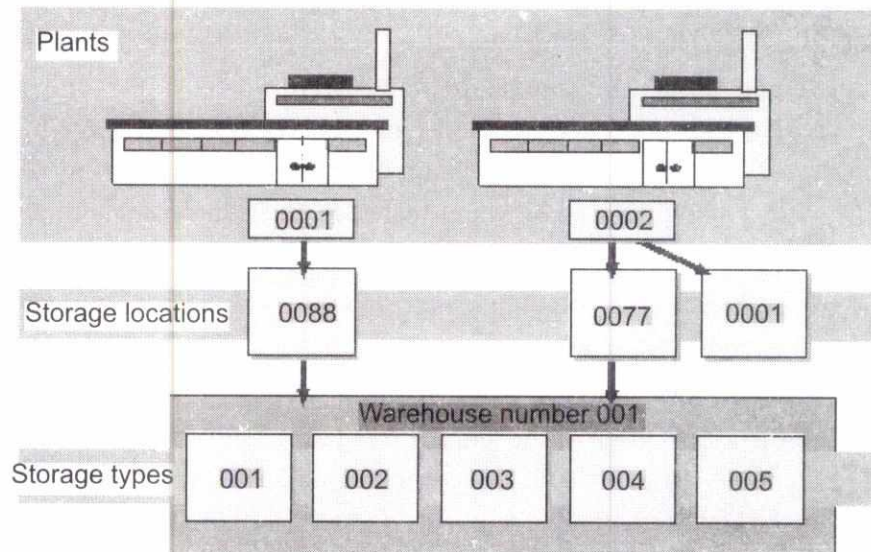 Plants
0001
0002
Storage locations
0088
0077
0001
Warehouse number 001
Storage types
001
002
003
004
005